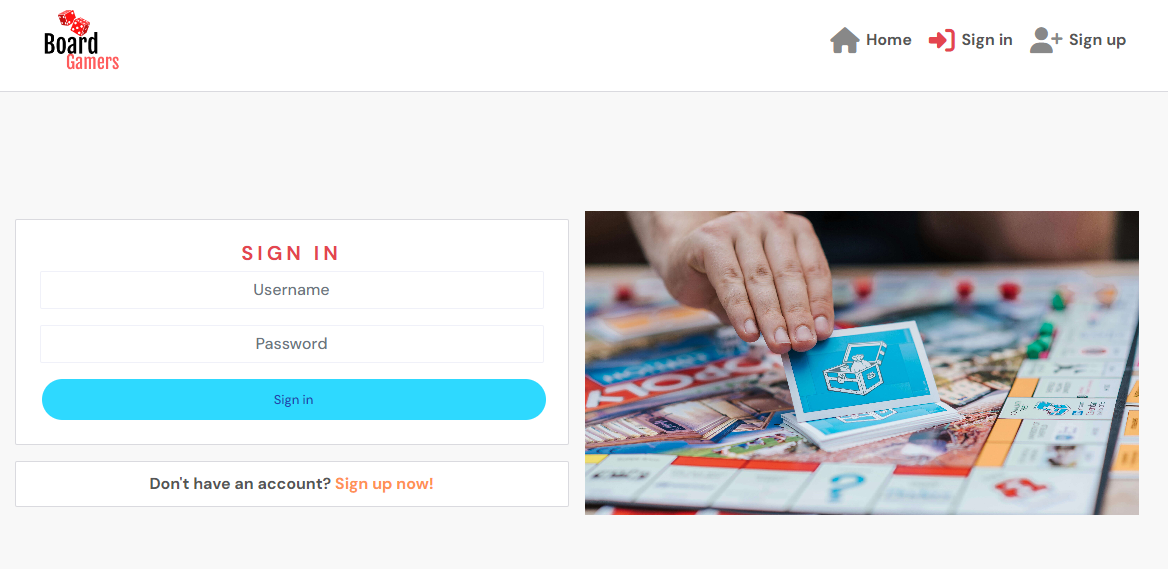 Board
Gamers
Home
Sign in
Sign up
SIGN IN
Username
Password
Sign in
Don't have an account? Sign up now!